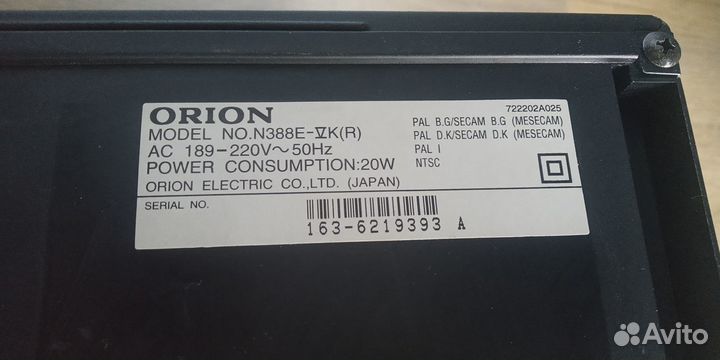 ORION
MODEL NO.N388E-VK(R)
AC 189-220V~50Hz
POWER CONSUMPTION:20W
ORION ELECTRIC CO.,LTD. (JAPAN)
722202A025
PAL B.G/SECAM B.G (MESECAM)
PAL D.K/SECAM D.K (MESECAM)
PAL I
NTSC
SERIAL NO.
163-6219393 A
Avito